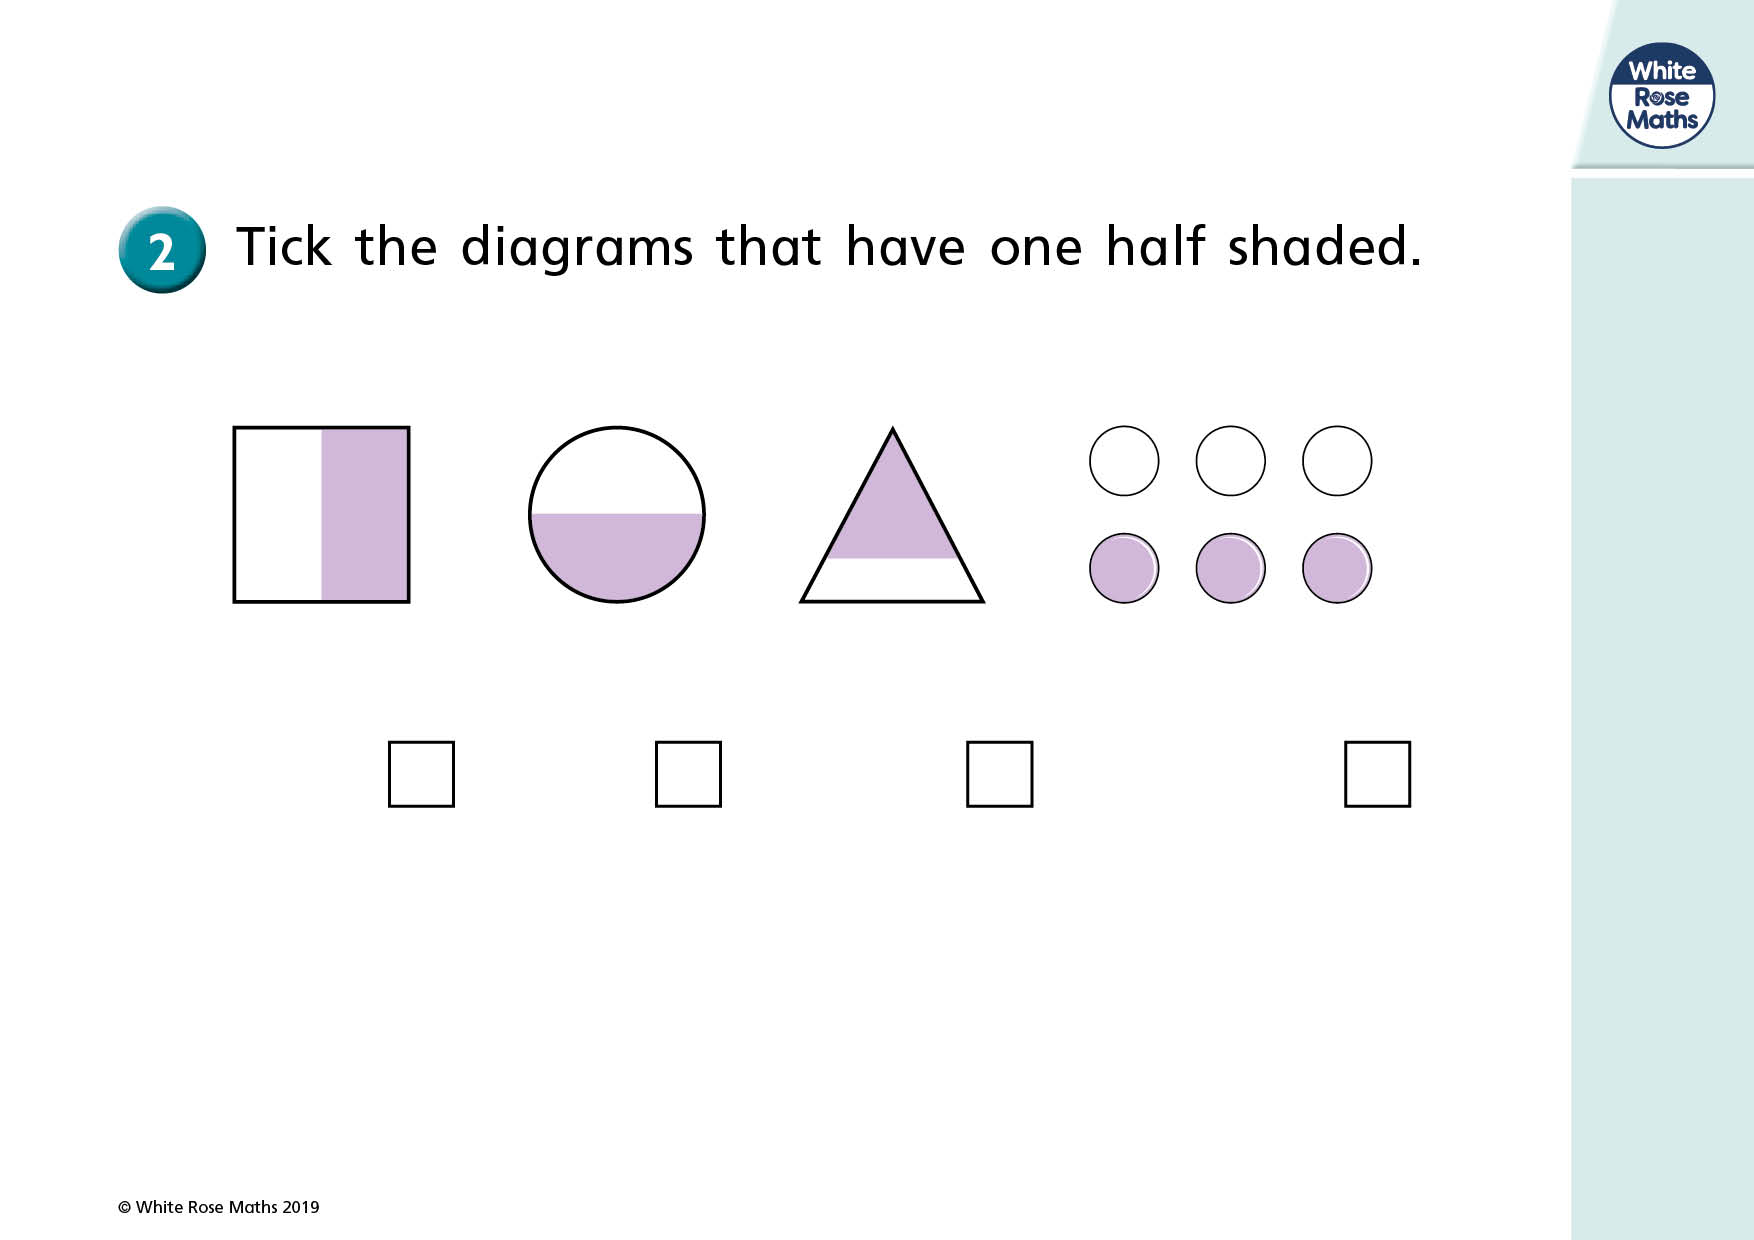 White
Rose
Maths
2 Tick the diagrams that have one half shaded.
© White Rose Maths 2019